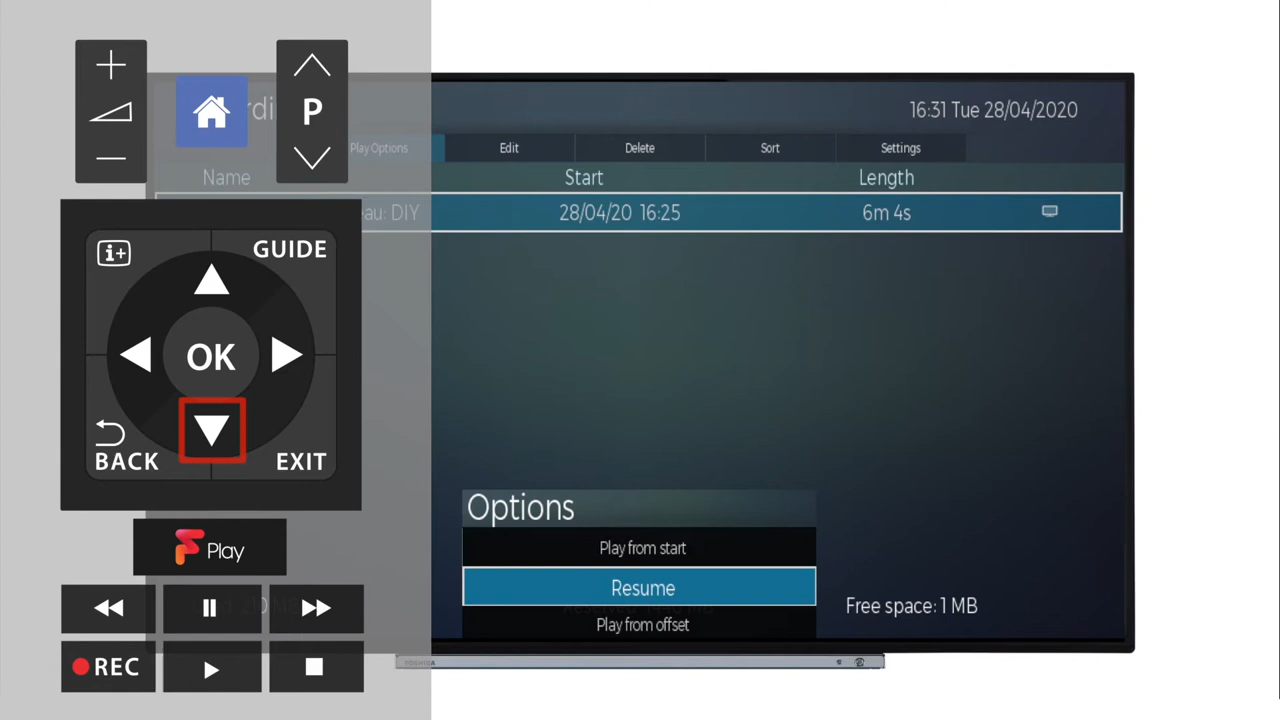 P
GUIDE
OK
BACK
EXIT
Play
REC
16:31 Tue 28/04/2020
Play Options Edit Delete Sort Settings
Name Start Length
DIY 28/04/20 16:25 6m 4s
Options
Play from start
Resume
Play from offset
Free space: 1 MB
TOSHIBA